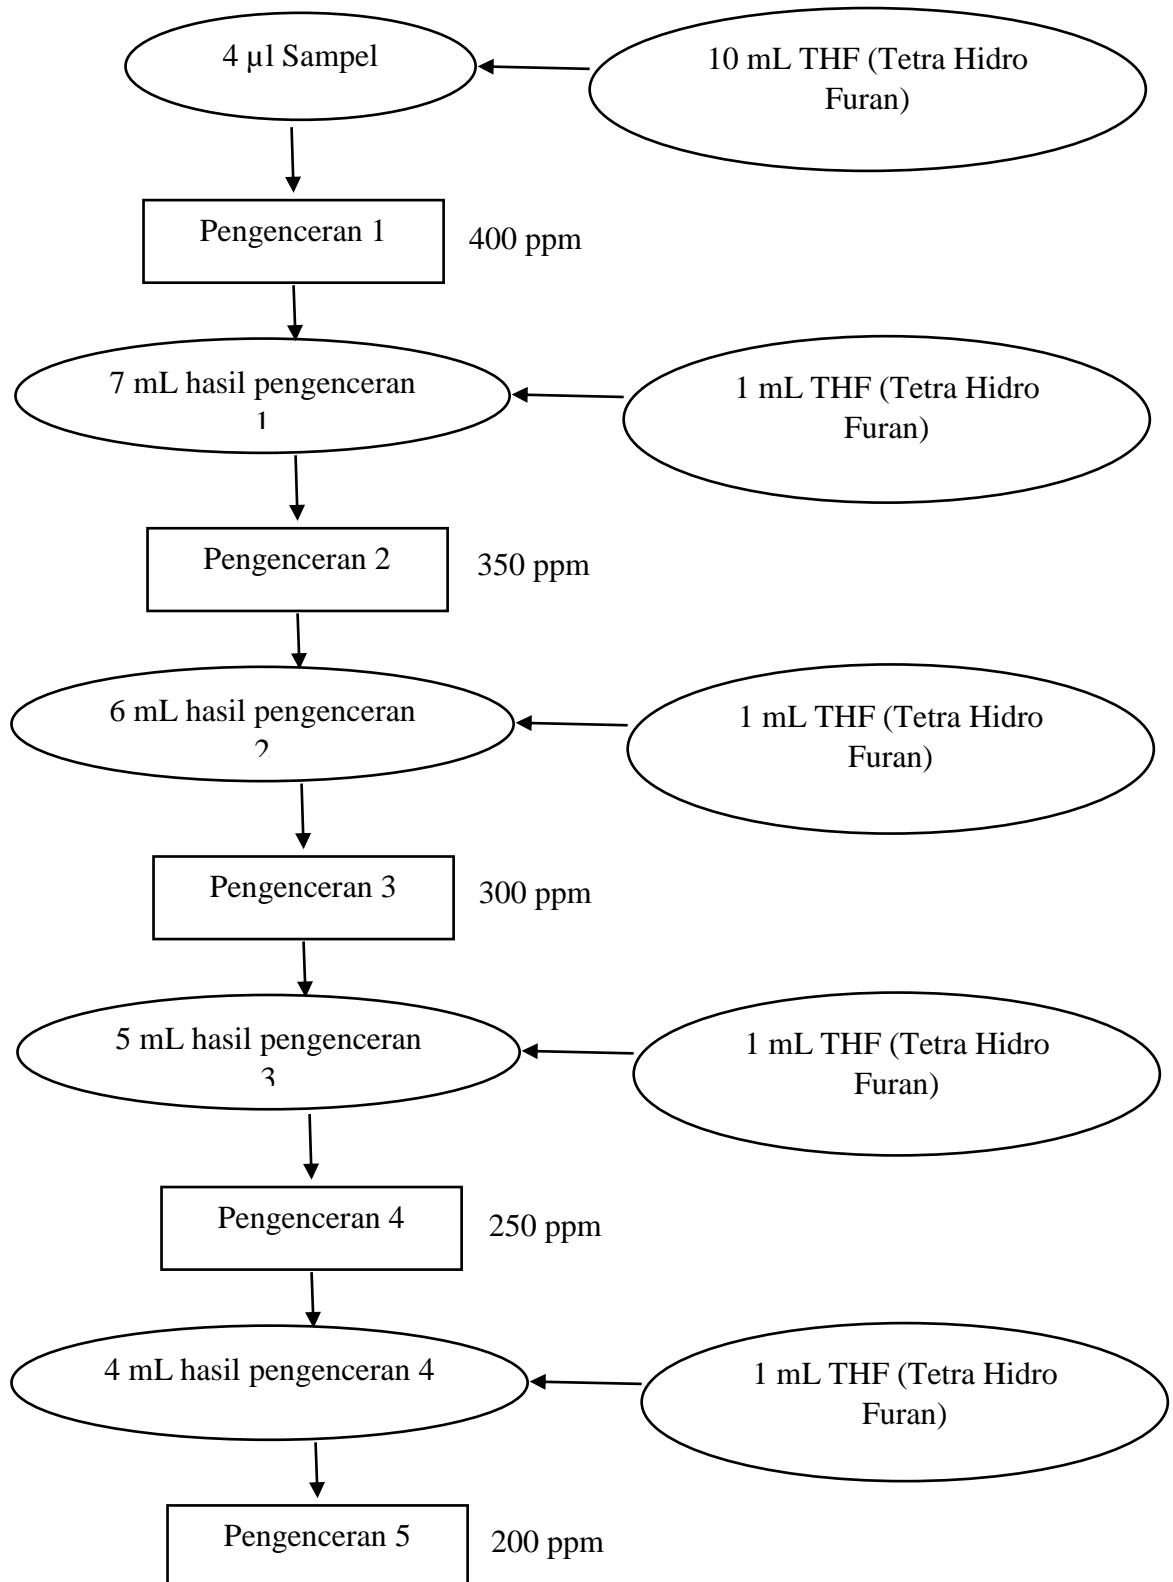 4 µl Sampel
10 mL THF (Tetra Hidro
Furan)
Pengenceran 1
400 ppm
7 mL hasil pengenceran
1
1 mL THF (Tetra Hidro
Furan)
Pengenceran 2
350 ppm
6 mL hasil pengenceran
2
1 mL THF (Tetra Hidro
Furan)
Pengenceran 3
300 ppm
5 mL hasil pengenceran
3
1 mL THF (Tetra Hidro
Furan)
Pengenceran 4
250 ppm
4 mL hasil pengenceran 4
1 mL THF (Tetra Hidro
Furan)
Pengenceran 5
200 ppm